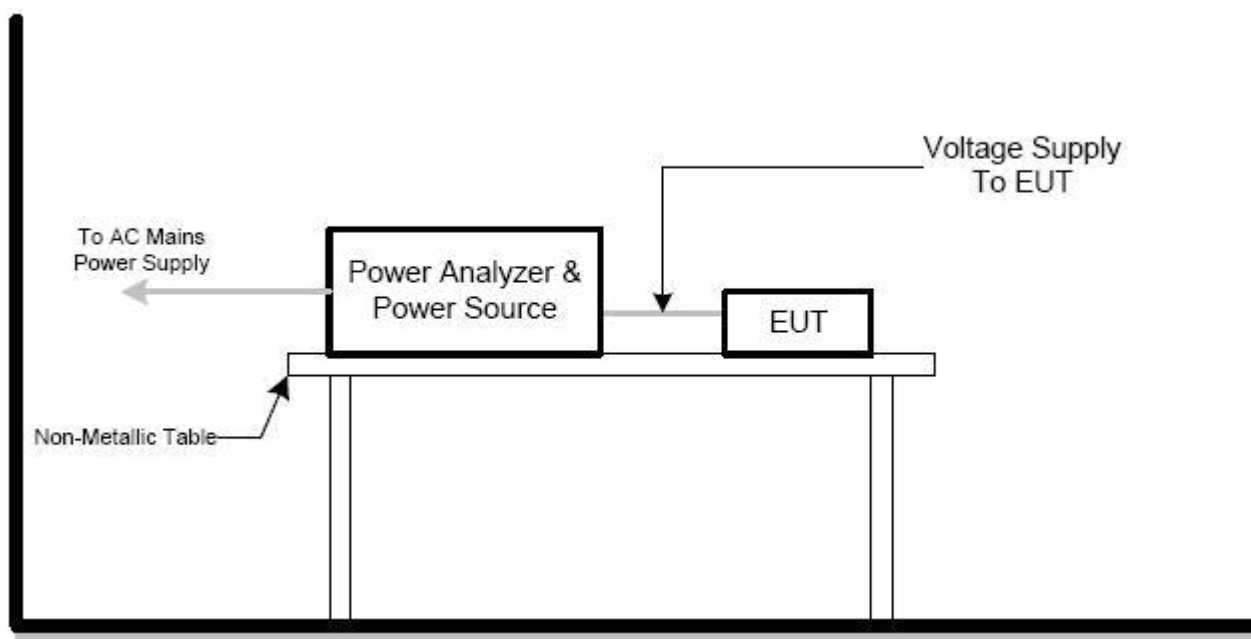 Voltage Supply
To EUT
To AC Mains
Power Supply
Power Analyzer &
Power Source
EUT
Non-Metallic Table